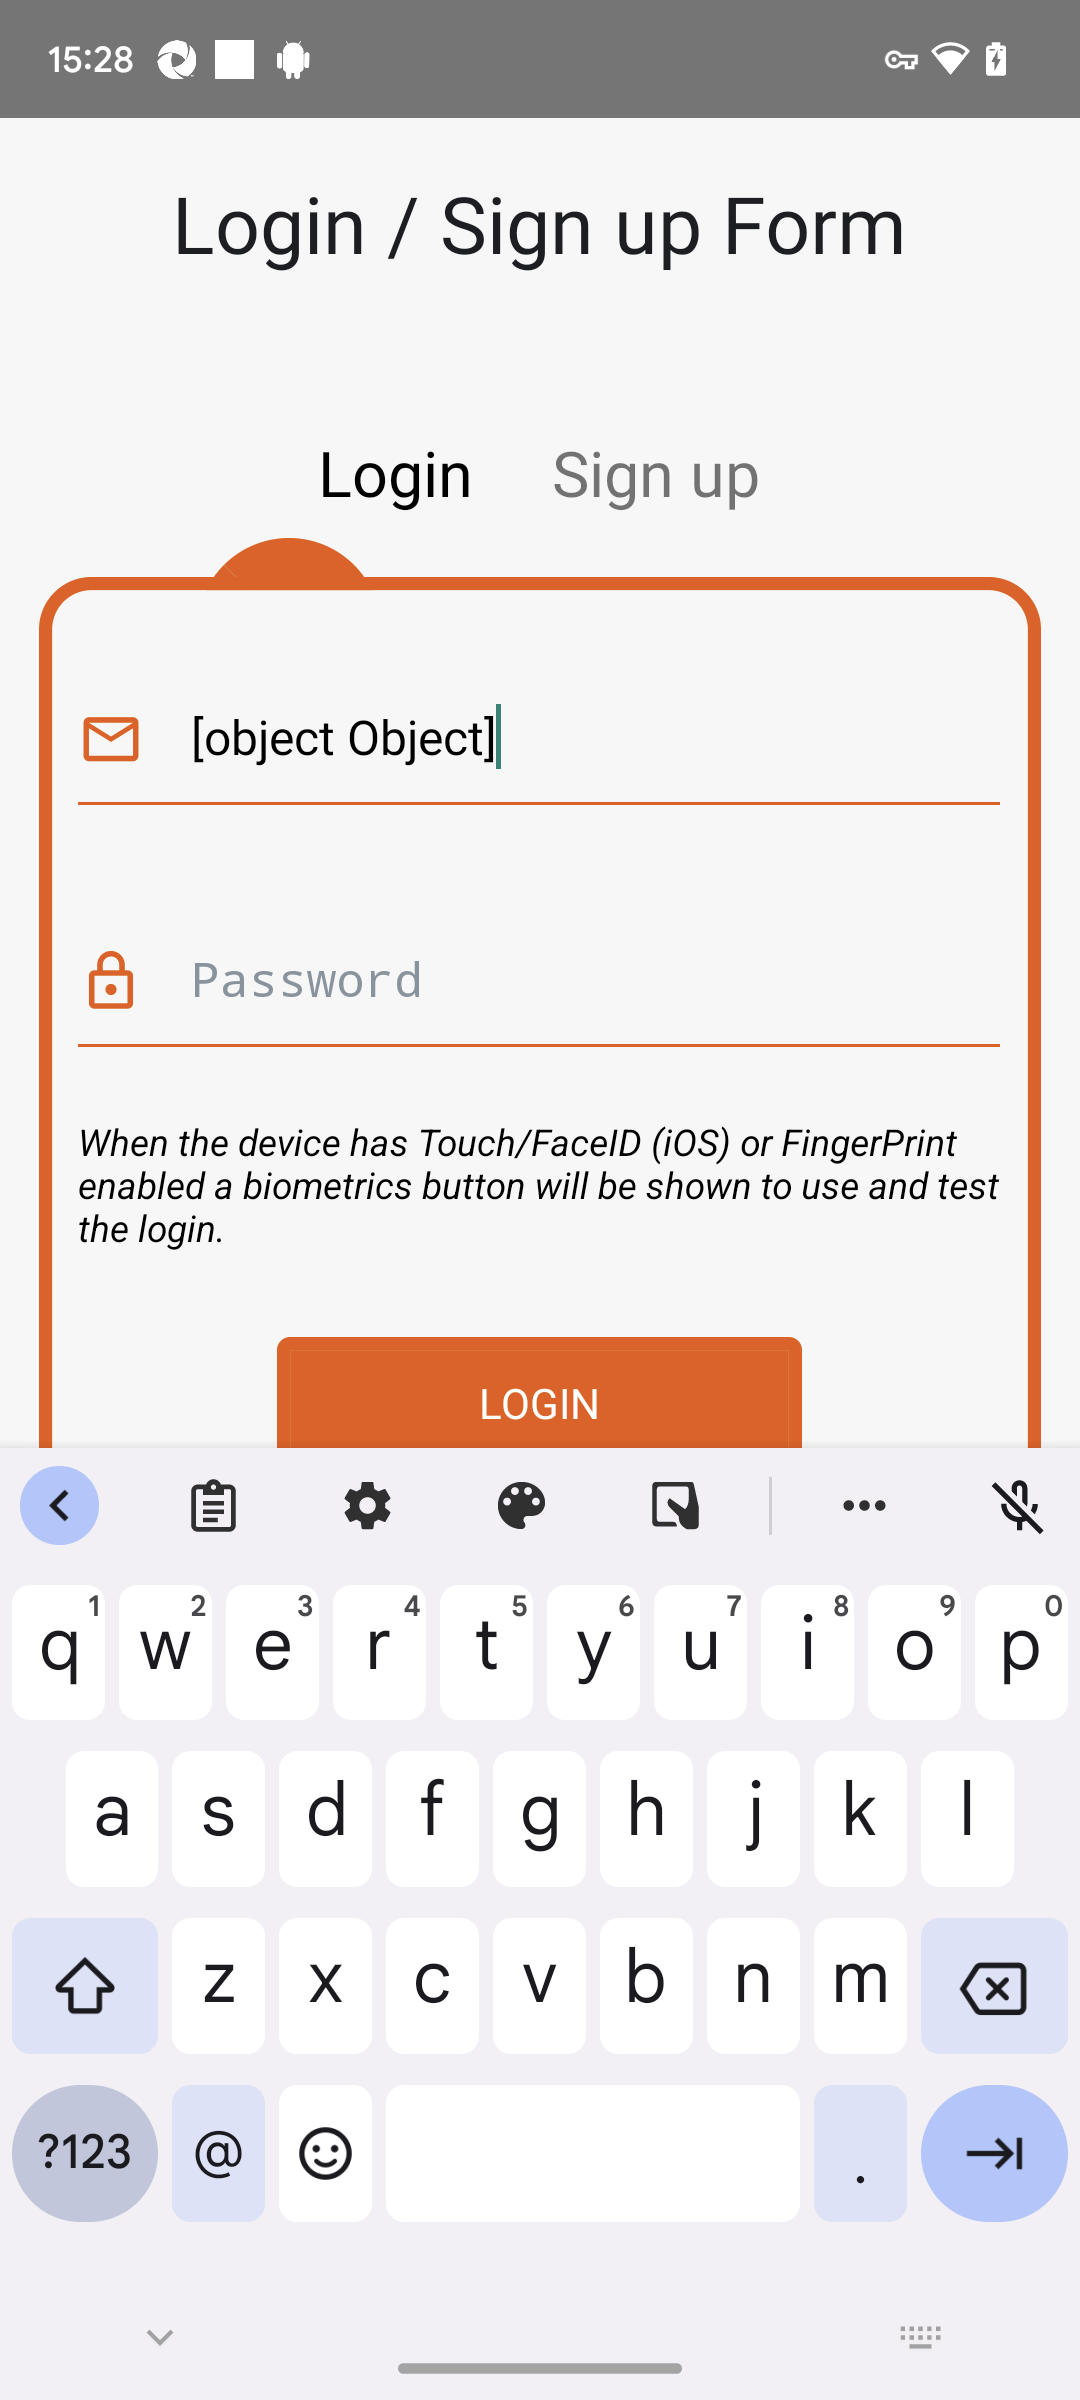 15:28
Login / Sign up Form
Login Sign up
[object Object]
Password
When the device has Touch/FaceID (iOS) or FingerPrint
enabled a biometrics button will be shown to use and test
the login.
LOGIN
q1 w2 e3 r4 t5 y6 u7 i8 o9 p0
a s d f g h j k l
z x c v b n m
?123 @ .